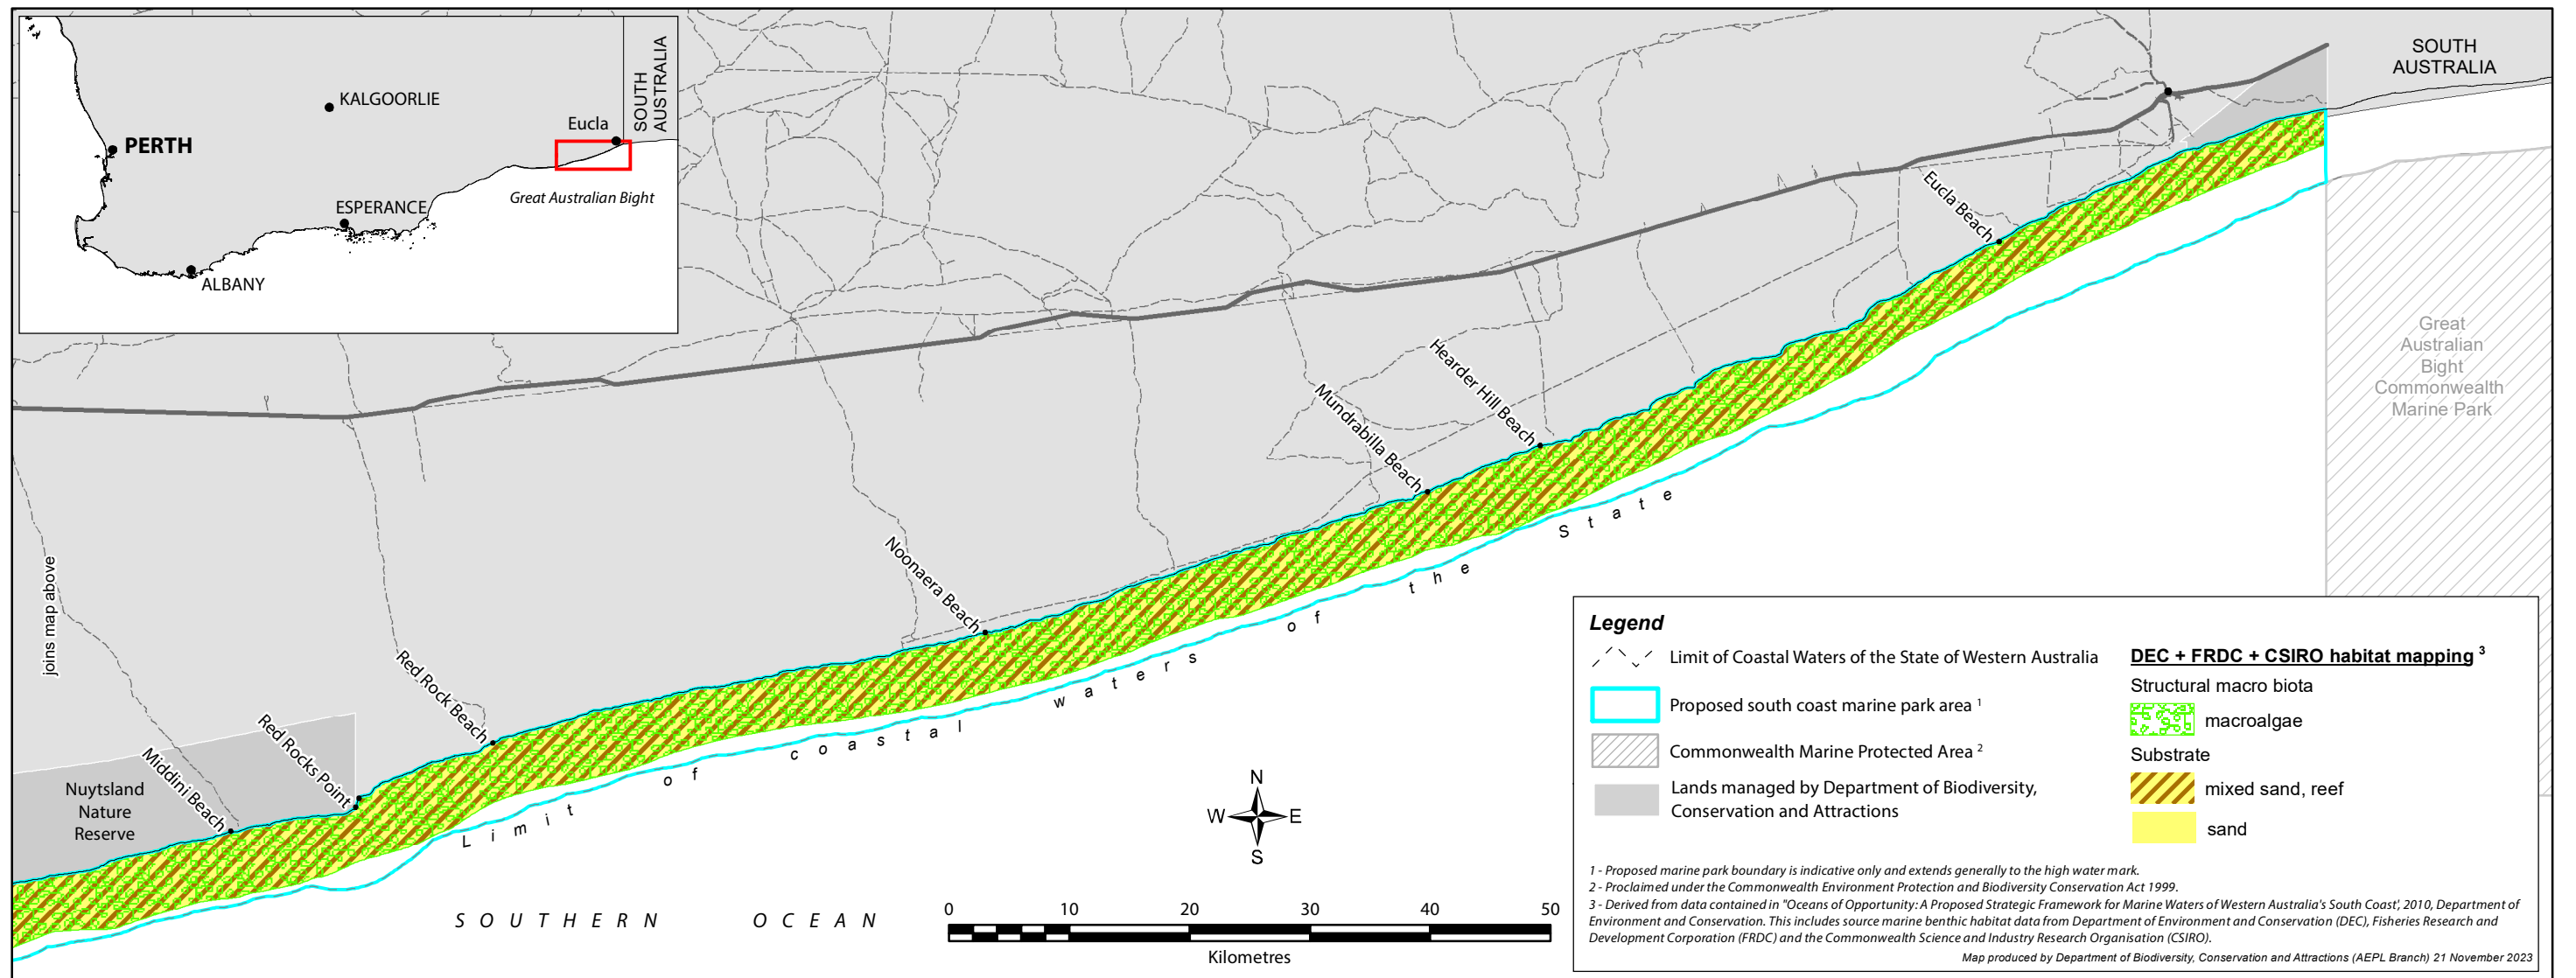 KALGOORLIE
PERTH
Eucla
SOUTH
AUSTRALIA
Great Australian Bight
ESPERANCE
ALBANY
SOUTH
AUSTRALIA
Eucla Beach
Great
Australian
Bight
Commonwealth
Marine Park
Hearder Hill Beach
Mundrabilla Beach
Noonaera Beach
Red Rock Beach
Red Rocks Point
Middini Beach
joins map above
Nuytsland
Nature
Reserve
Limit of coastal waters of the State
SOUTHERN OCEAN
N
W E
S
0 10 20 30 40 50
Kilometres
Legend
Limit of Coastal Waters of the State of Western Australia
Proposed south coast marine park area 1
Commonwealth Marine Protected Area 2
Lands managed by Department of Biodiversity,
Conservation and Attractions
DEC + FRDC + CSIRO habitat mapping 3
Structural macro biota
macroalgae
Substrate
mixed sand, reef
sand
1 - Proposed marine park boundary is indicative only and extends generally to the high water mark.
2 - Proclaimed under the Commonwealth Environment Protection and Biodiversity Conservation Act 1999.
3 - Derived from data contained in "Oceans of Opportunity: A Proposed Strategic Framework for Marine Waters of Western Australia's South Coast', 2010, Department of
Environment and Conservation. This includes source marine benthic habitat data from Department of Environment and Conservation (DEC), Fisheries Research and
Development Corporation (FRDC) and the Commonwealth Science and Industry Research Organisation (CSIRO).
Map produced by Department of Biodiversity, Conservation and Attractions (AEPL Branch) 21 November 2023